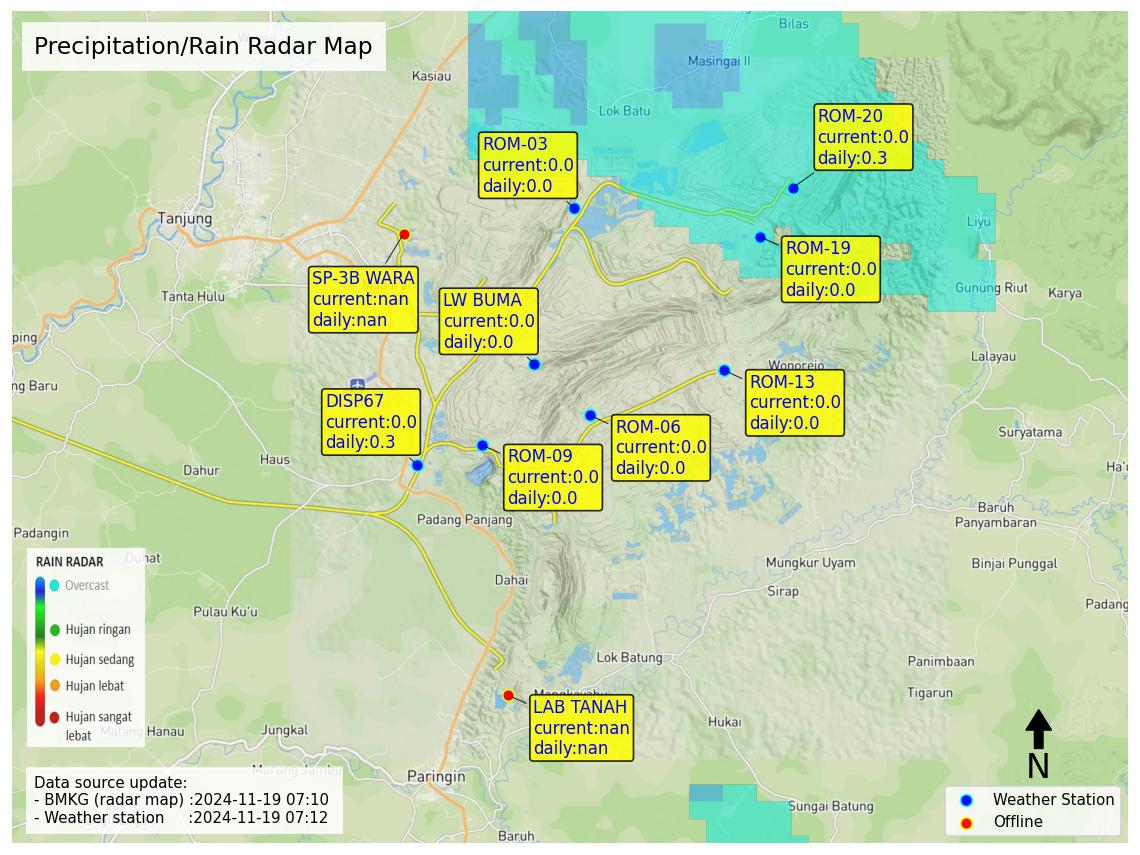 Precipitation/Rain Radar Map
Bilas
Kasiau
Masingai II
Lok Batu
ROM-20
current:0.0
daily:0.3
ROM-03
current:0.0
daily:0.0
Tanjung
Liyu
ROM-19
current:0.0
daily:0.0
SP-3B WARA
current:nan
daily:nan
Tanta Hulu
LW BUMA
current:0.0
daily:0.0
Gunung Riut
Karya
ping
Lalayau
Wonorejo
ng Baru
ROM-13
current:0.0
daily:0.0
DISP67
current:0.0
daily:0.3
ROM-06
current:0.0
daily:0.0
Suryatama
ROM-09
current:0.0
daily:0.0
Haus
Dahur
Ha'u
Padang Panjang
Baruh
Panyambaran
Padangin
Duhat
Mungkur Uyam
Binjai Punggal
Dahai
Sirap
Padang
Pulau Ku'u
RAIN RADAR
Overcast
Hujan ringan
Hujan sedang
Hujan lebat
Hujan sangat
lebat
Lok Batung
Panimbaan
Tigarun
Mangkayahu
LAB TANAH
current:nan
daily:nan
Hukai
Matang Hanau
Jungkal
Murung Jambu
Paringin
N
Sungai Batung
Baruh
Data source update:
- BMKG (radar map) :2024-11-19 07:10
- Weather station :2024-11-19 07:12
Weather Station
Offline